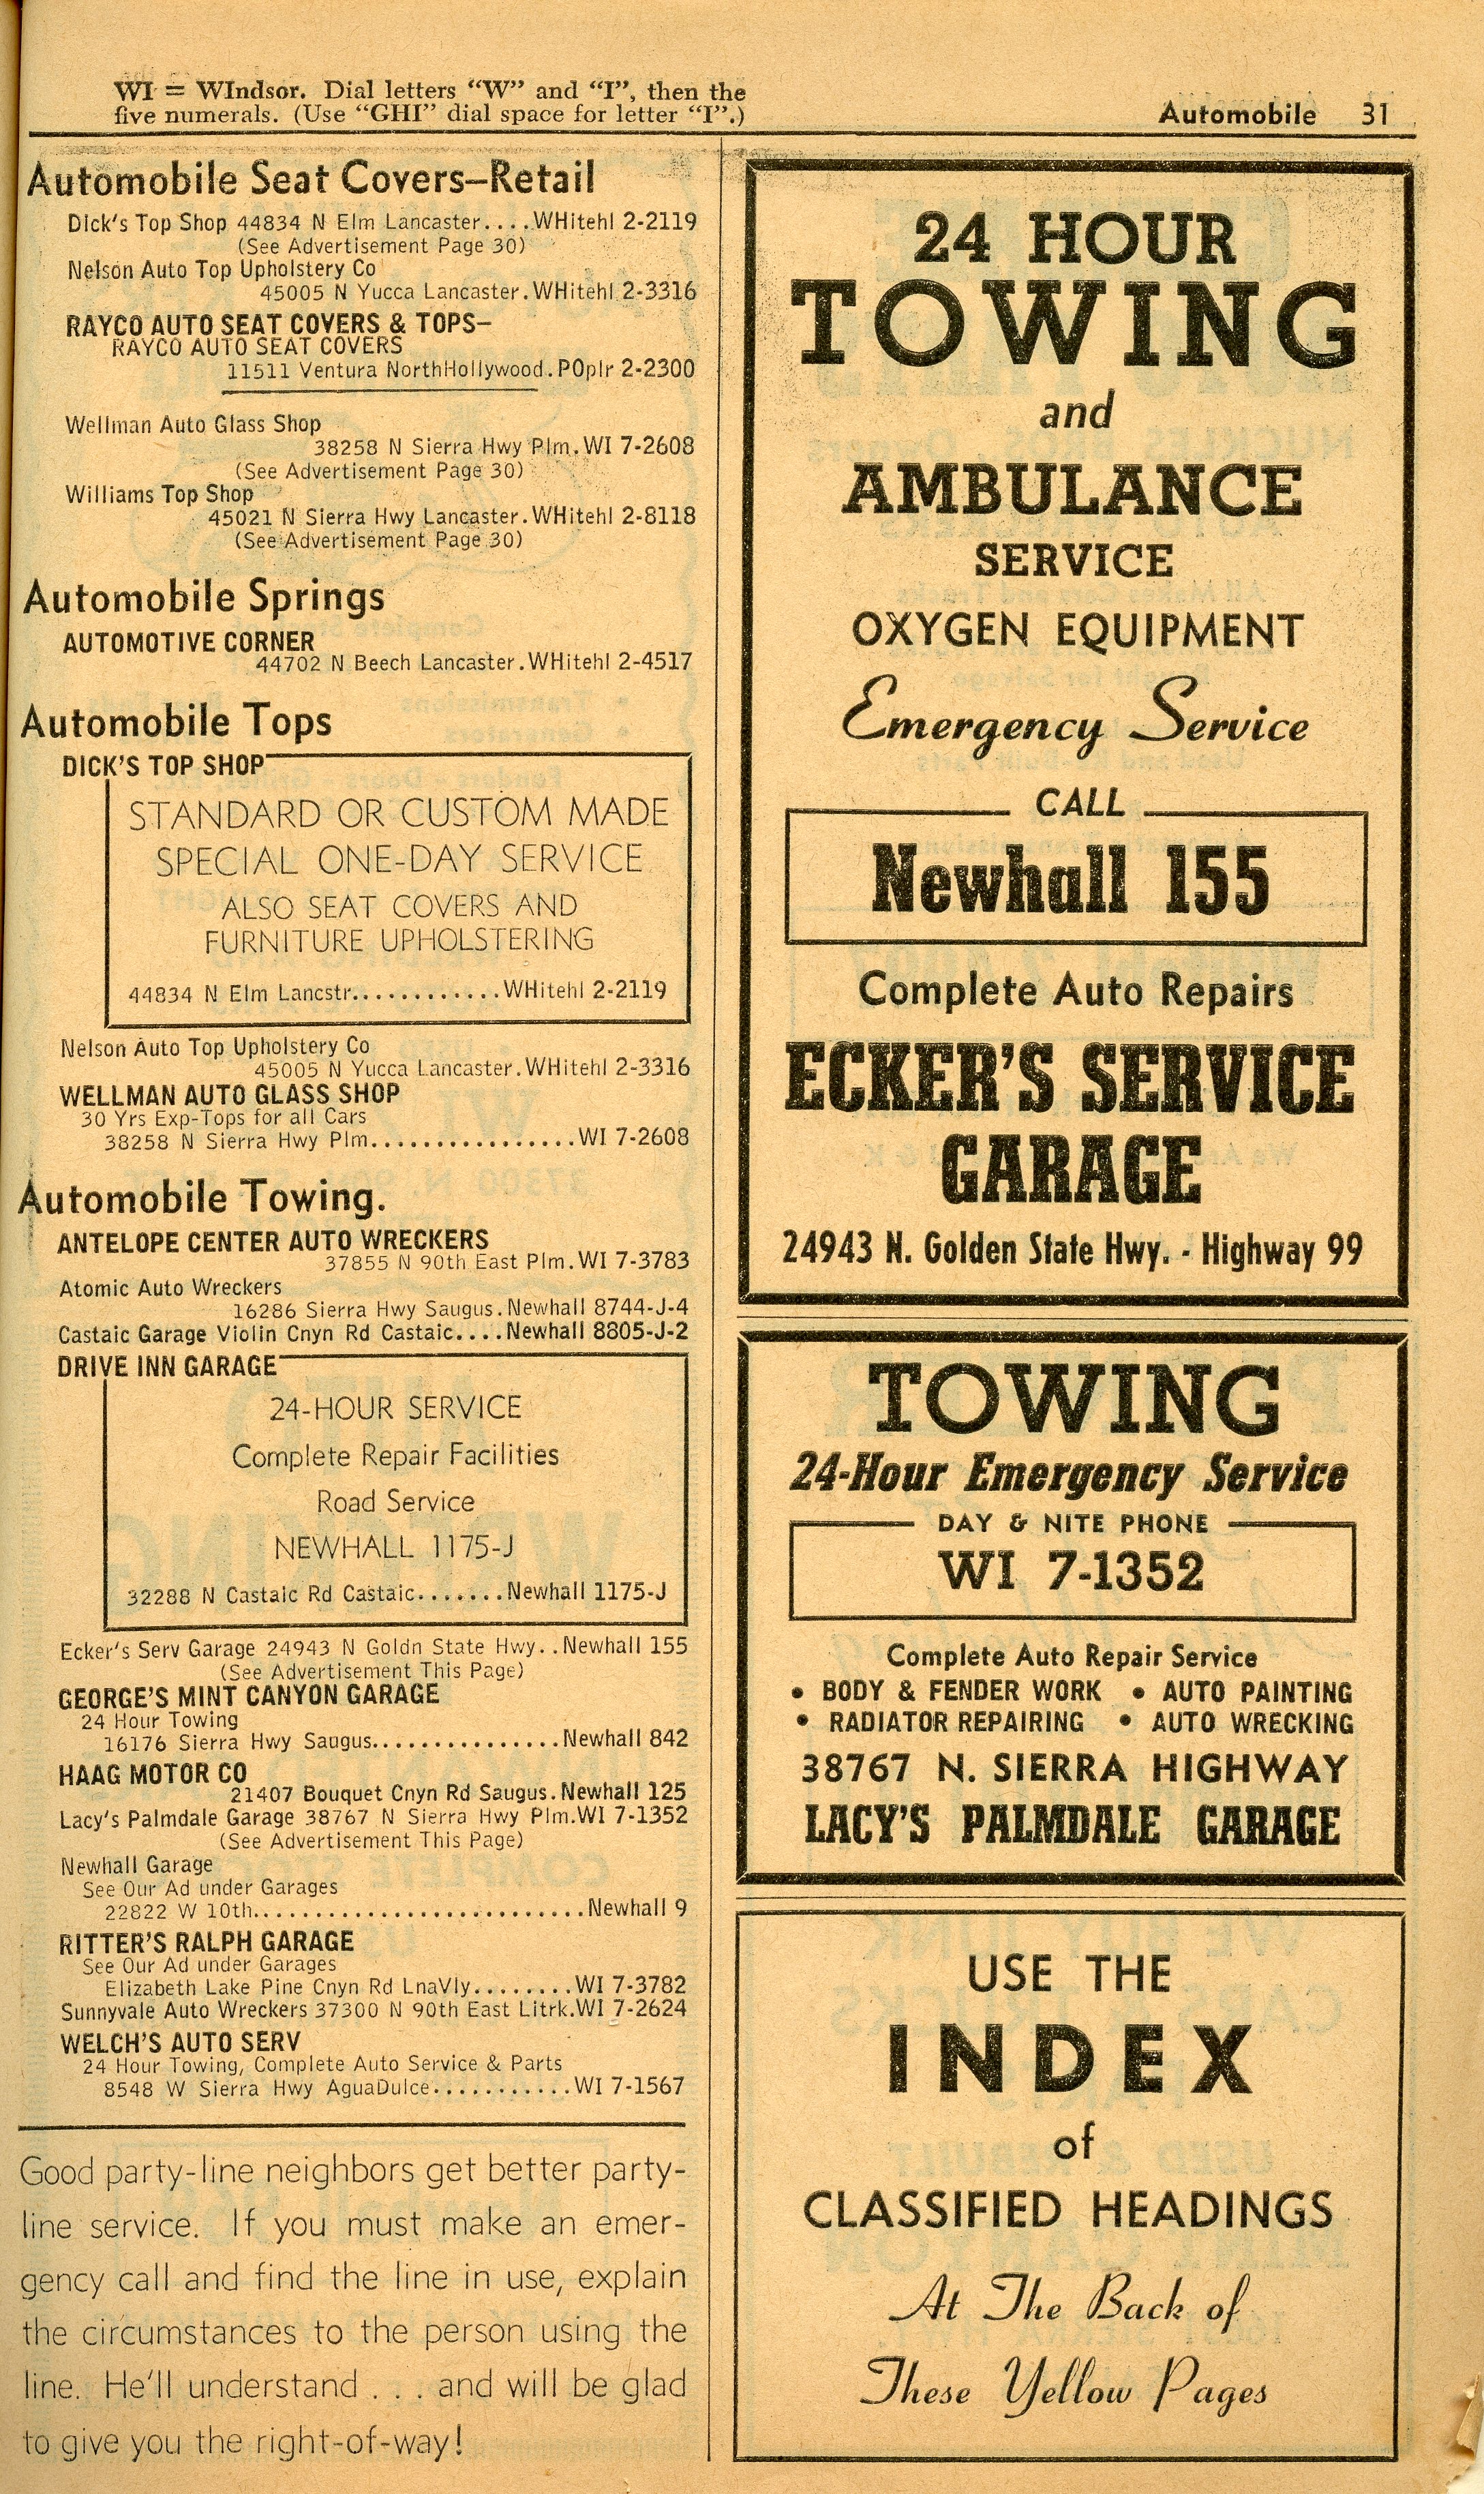 WI = WIndsor. Dial letters "W" and "I", then the
five numerals. (Use "GHI" dial space for letter "I".)
Automobile 31
Automobile Seat Covers—Retail
Dick's Top Shop 44834 N Elm Lancaster....WHitehl 2-2119
(See Advertisement Page 30)
Nelson Auto Top Upholstery Co
45005 N Yucca Lancaster.WHitehl 2-3316
RAYCO AUTO SEAT COVERS & TOPS—
RAYCO AUTO SEAT COVERS
11511 Ventura NorthHollywood.POplr 2-2300
Wellman Auto Glass Shop
38258 N Sierra Hwy Plm.WI 7-2608
(See Advertisement Page 30)
Williams Top Shop
45021 N Sierra Hwy Lancaster.WHitehl 2-8118
(See Advertisement Page 30)
Automobile Springs
AUTOMOTIVE CORNER
44702 N Beech Lancaster.WHitehl 2-4517
Automobile Tops
DICK'S TOP SHOP
STANDARD OR CUSTOM MADE
SPECIAL ONE-DAY SERVICE
ALSO SEAT COVERS AND
FURNITURE UPHOLSTERING
44834 N Elm Lancstr............WHitehl 2-2119
Nelson Auto Top Upholstery Co
45005 N Yucca Lancaster.WHitehl 2-3316
WELLMAN AUTO GLASS SHOP
30 Yrs Exp-Tops for all Cars
38258 N Sierra Hwy Plm................WI 7-2608
Automobile Towing.
ANTELOPE CENTER AUTO WRECKERS
37855 N 90th East Plm.WI 7-3783
Atomic Auto Wreckers
16286 Sierra Hwy Saugus.Newhall 8744-J-4
Castaic Garage Violin Cnyn Rd Castaic....Newhall 8805-J-2
DRIVE INN GARAGE
24-HOUR SERVICE
Complete Repair Facilities
Road Service
NEWHALL 1175-J
32288 N Castaic Rd Castaic.......Newhall 1175-J
Ecker's Serv Garage 24943 N Goldn State Hwy..Newhall 155
(See Advertisement This Page)
GEORGE'S MINT CANYON GARAGE
24 Hour Towing
16176 Sierra Hwy Saugus...............Newhall 842
HAAG MOTOR CO
21407 Bouquet Cnyn Rd Saugus.Newhall 125
Lacy's Palmdale Garage 38767 N Sierra Hwy Plm.WI 7-1352
(See Advertisement This Page)
Newhall Garage
See Our Ad under Garages
22822 W 10th..........................Newhall 9
RITTER'S RALPH GARAGE
See Our Ad under Garages
Elizabeth Lake Pine Cnyn Rd LnaVly........WI 7-3782
Sunnyvale Auto Wreckers 37300 N 90th East Litrk.WI 7-2624
WELCH'S AUTO SERV
24 Hour Towing, Complete Auto Service & Parts
8548 W Sierra Hwy AguaDulce...........WI 7-1567
Good party-line neighbors get better party-
line service. If you must make an emer-
gency call and find the line in use, explain
the circumstances to the person using the
line. He'll understand . . . and will be glad
to give you the right-of-way!
24 HOUR
TOWING
and
AMBULANCE
SERVICE
OXYGEN EQUIPMENT
Emergency Service
CALL
Newhall 155
Complete Auto Repairs
ECKER'S SERVICE
GARAGE
24943 N. Golden State Hwy. - Highway 99
TOWING
24-Hour Emergency Service
DAY & NITE PHONE
WI 7-1352
Complete Auto Repair Service
• BODY & FENDER WORK • AUTO PAINTING
• RADIATOR REPAIRING • AUTO WRECKING
38767 N. SIERRA HIGHWAY
LACY'S PALMDALE GARAGE
USE THE
INDEX
of
CLASSIFIED HEADINGS
At The Back of
These Yellow Pages